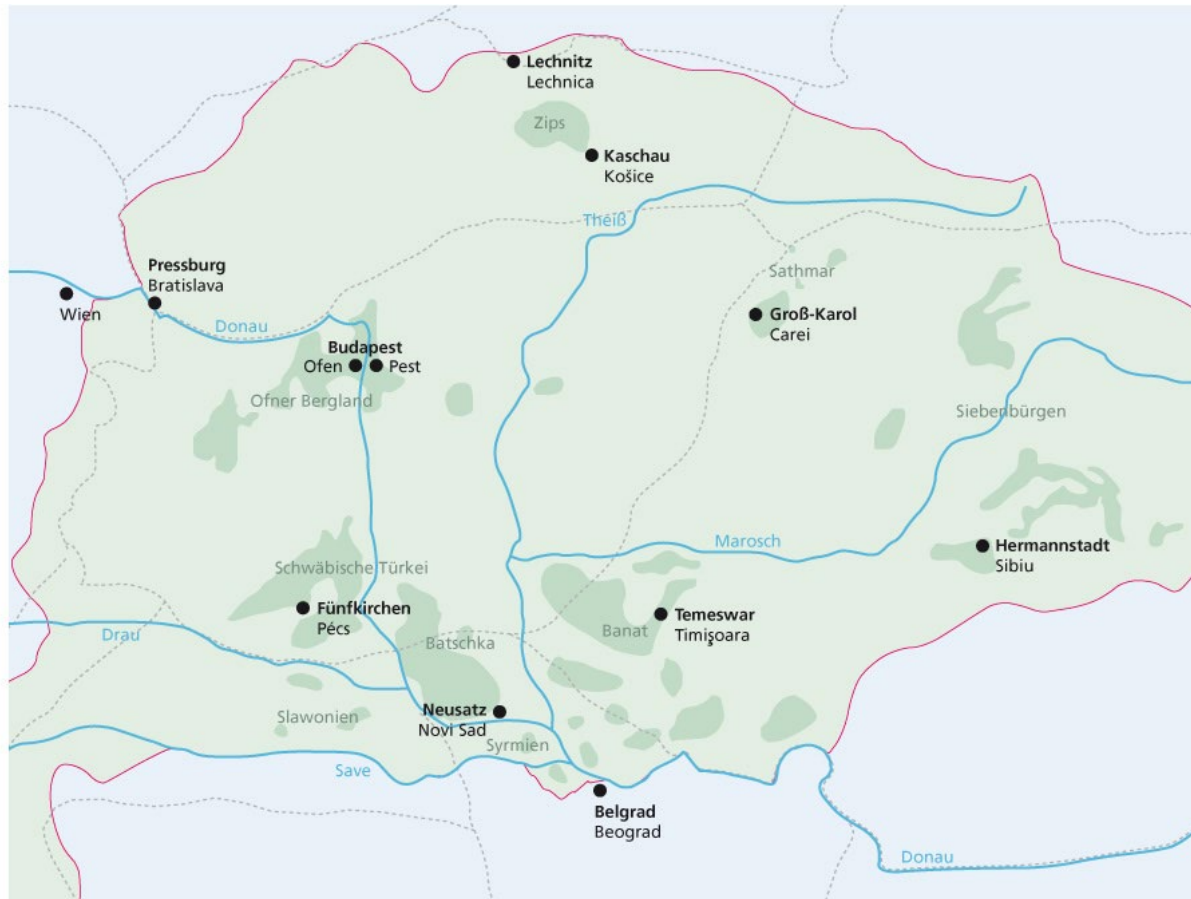 Lechnitz
Lechnica
Zips
Kaschau
Košice
Theiß
Pressburg
Bratislava
Wien
Donau
Sathmar
Groß-Karol
Carei
Budapest
Ofen
Pest
Ofner Bergland
Siebenbürgen
Marosch
Hermannstadt
Sibiu
Schwäbische Türkei
Fünfkirchen
Pécs
Drau
Batschka
Banat
Temeswar
Timişoara
Slawonien
Neusatz
Novi Sad
Syrmien
Save
Belgrad
Beograd
Donau